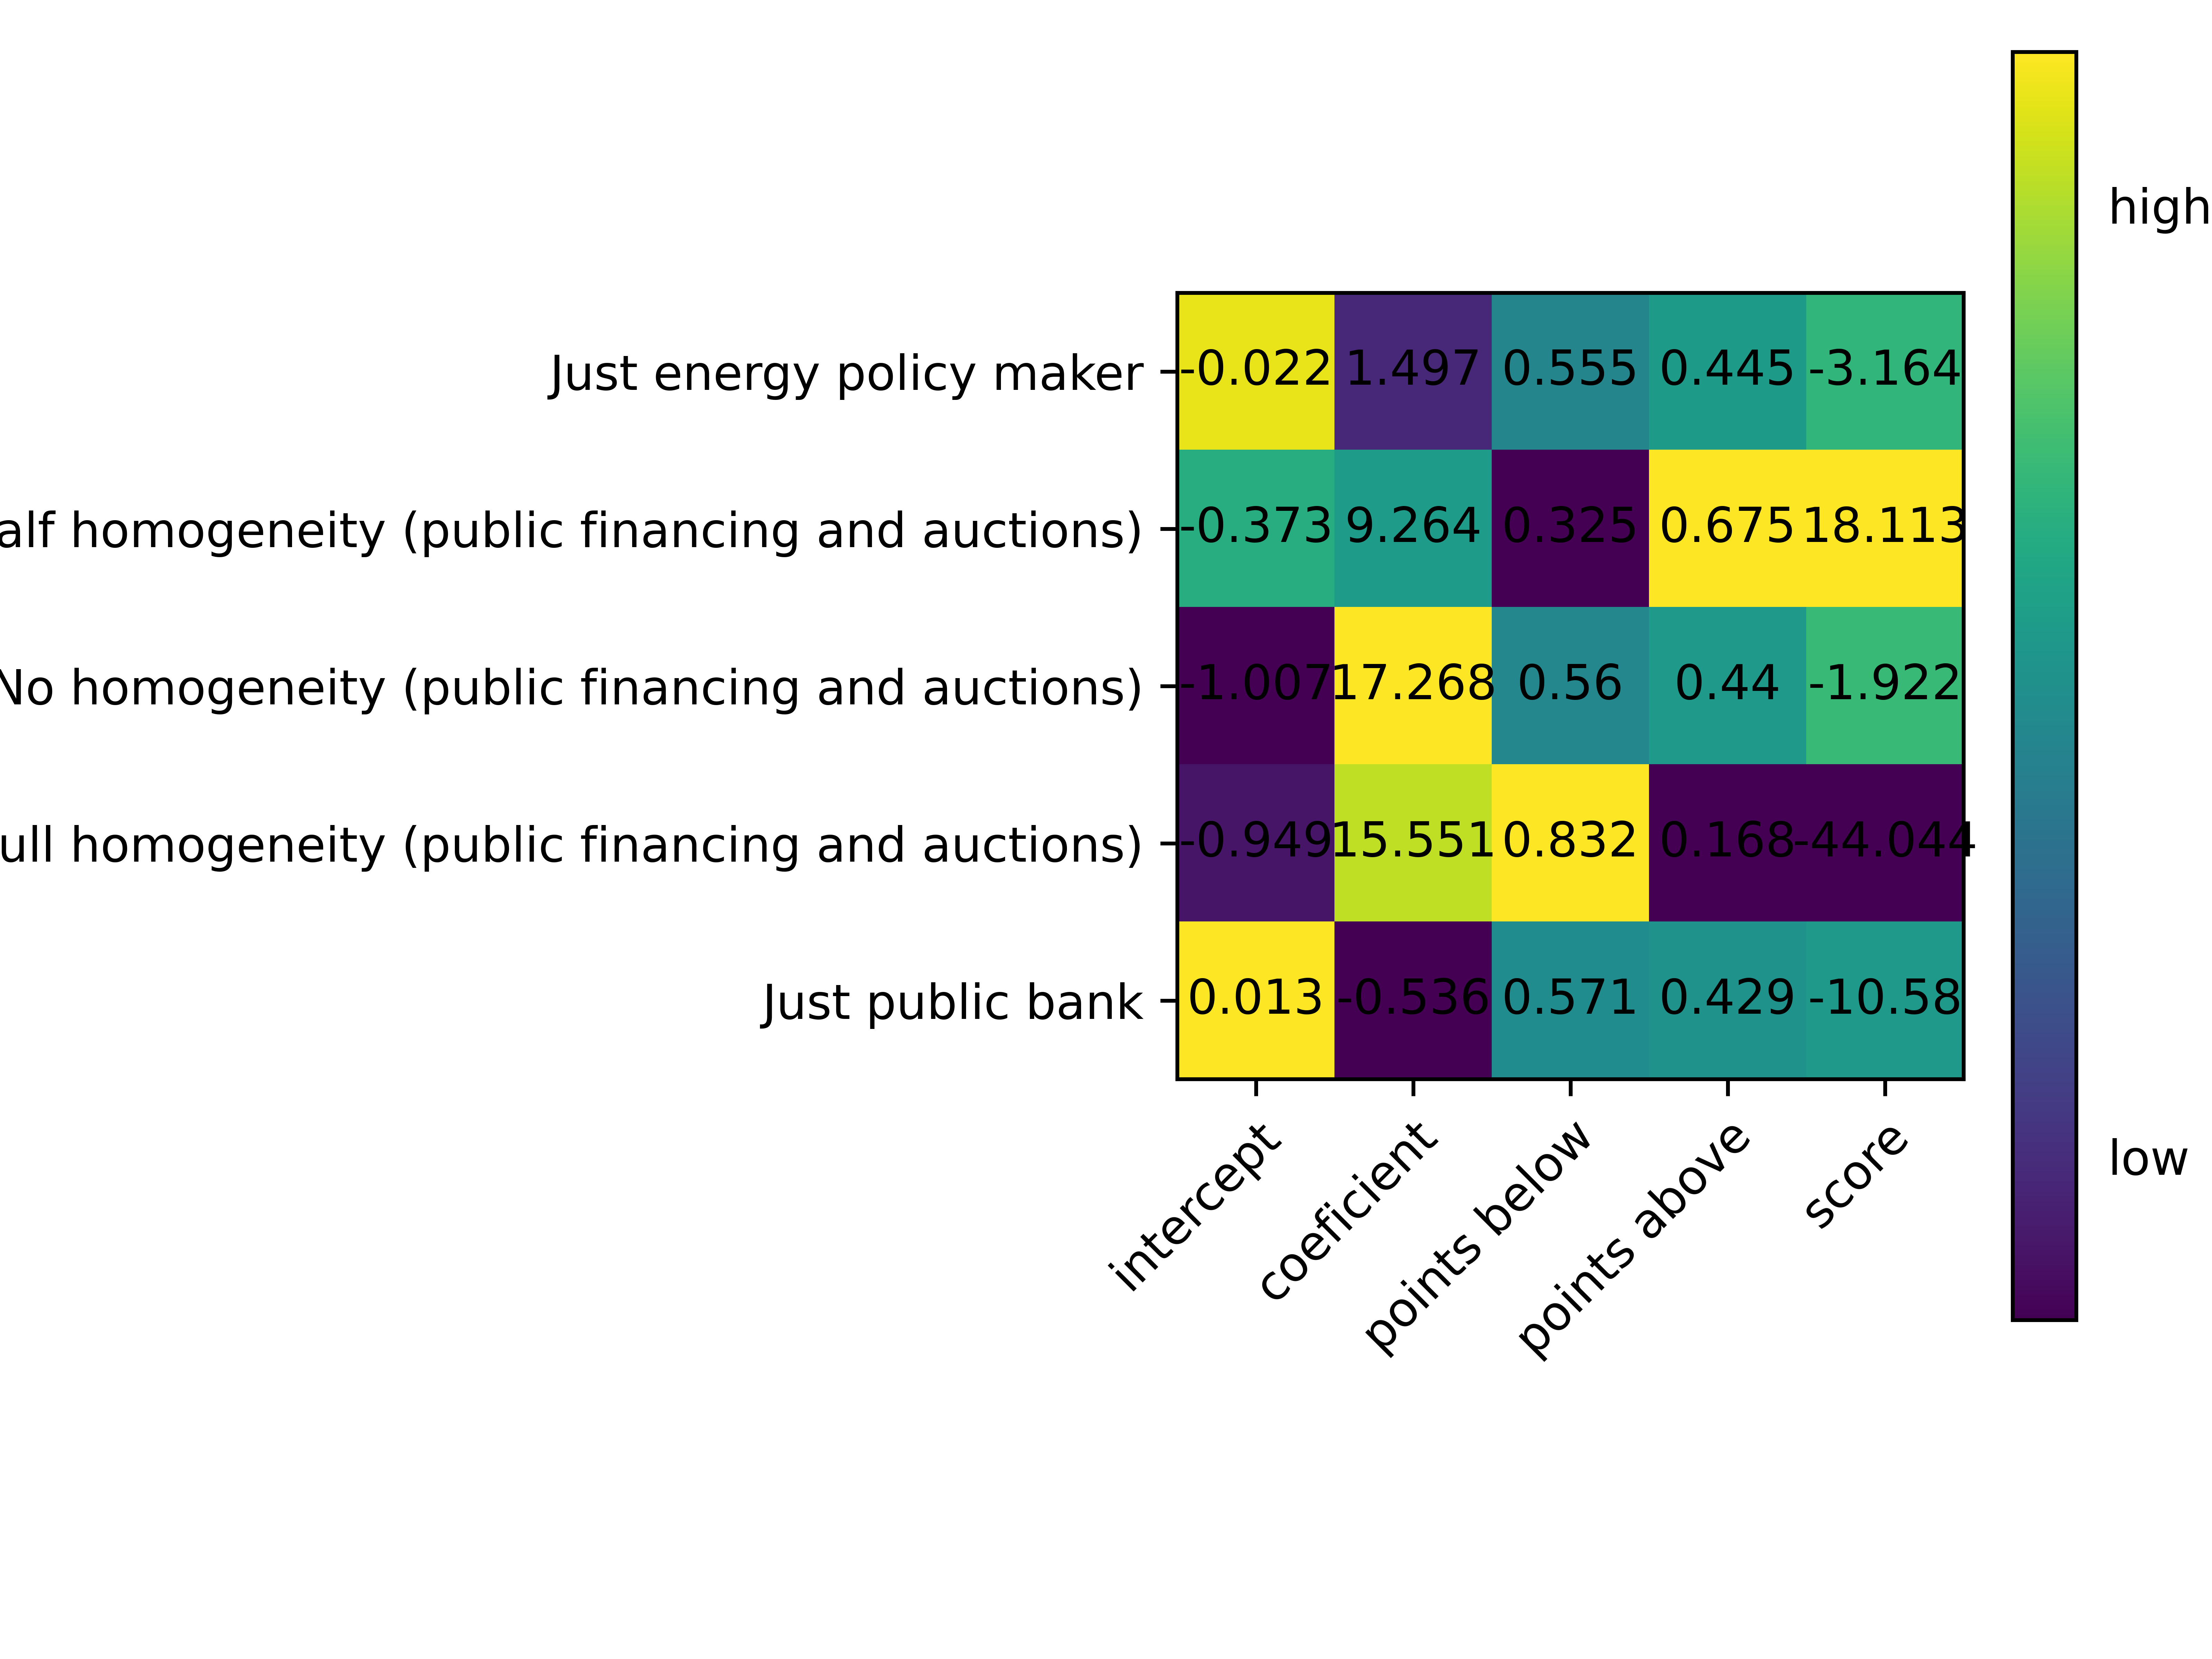 high
Just energy policy maker -0.022 1.497 0.555 0.445 -3.164
alf homogeneity (public financing and auctions) -0.373 9.264 0.325 0.675 18.113
No homogeneity (public financing and auctions) -1.007 17.268 0.56 0.44 -1.922
ull homogeneity (public financing and auctions) -0.949 15.551 0.832 0.168 -44.044
Just public bank 0.013 -0.536 0.571 0.429 -10.58
low
intercept coeficient points below points above score